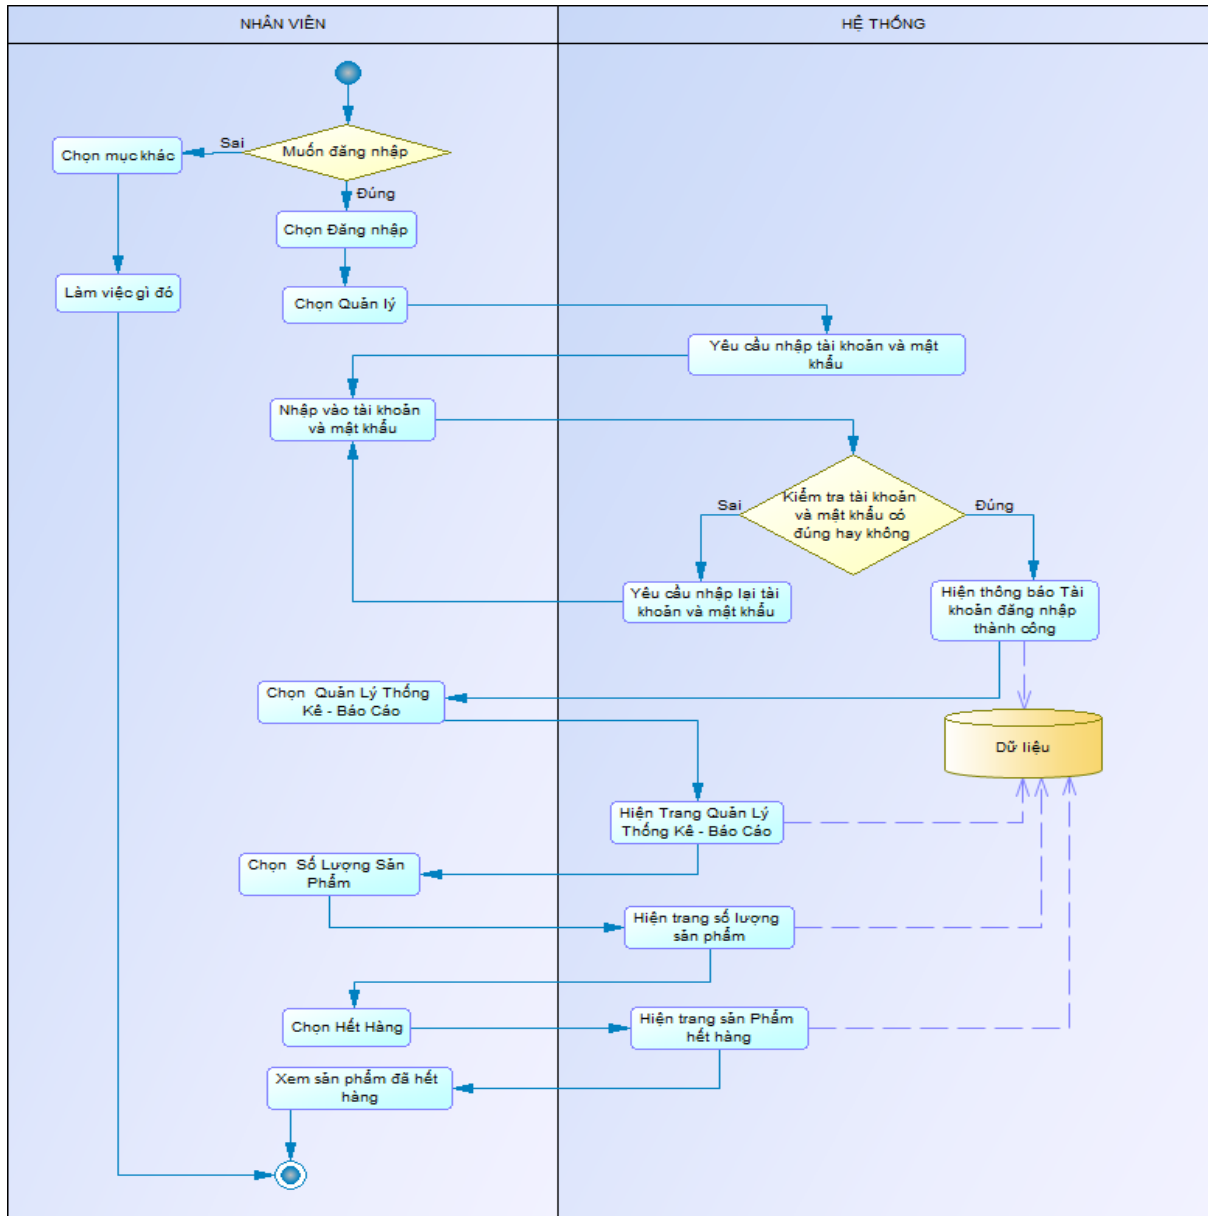 NHÂN VIÊN
HỆ THỐNG
Muốn đăng nhập
Sai
Chọn mục khác
Đúng
Chọn Đăng nhập
Làm việc gì đó
Chọn Quản lý
Yêu cầu nhập tài khoản và mật
khẩu
Nhập vào tài khoản
và mật khẩu
Kiểm tra tài khoản
và mật khẩu có
đúng hay không
Sai
Đúng
Yêu cầu nhập lại tài
khoản và mật khẩu
Hiện thông báo Tài
khoản đăng nhập
thành công
Chọn  Quản Lý Thống
Kê - Báo Cáo
Dữ liệu
Hiện Trang Quản Lý
Thống Kê - Báo Cáo
Chọn  Số Lượng Sản
Phẩm
Hiện trang số lượng
sản phẩm
Chọn Hết Hàng
Hiện trang sản Phẩm
hết hàng
Xem sản phẩm đã hết
hàng